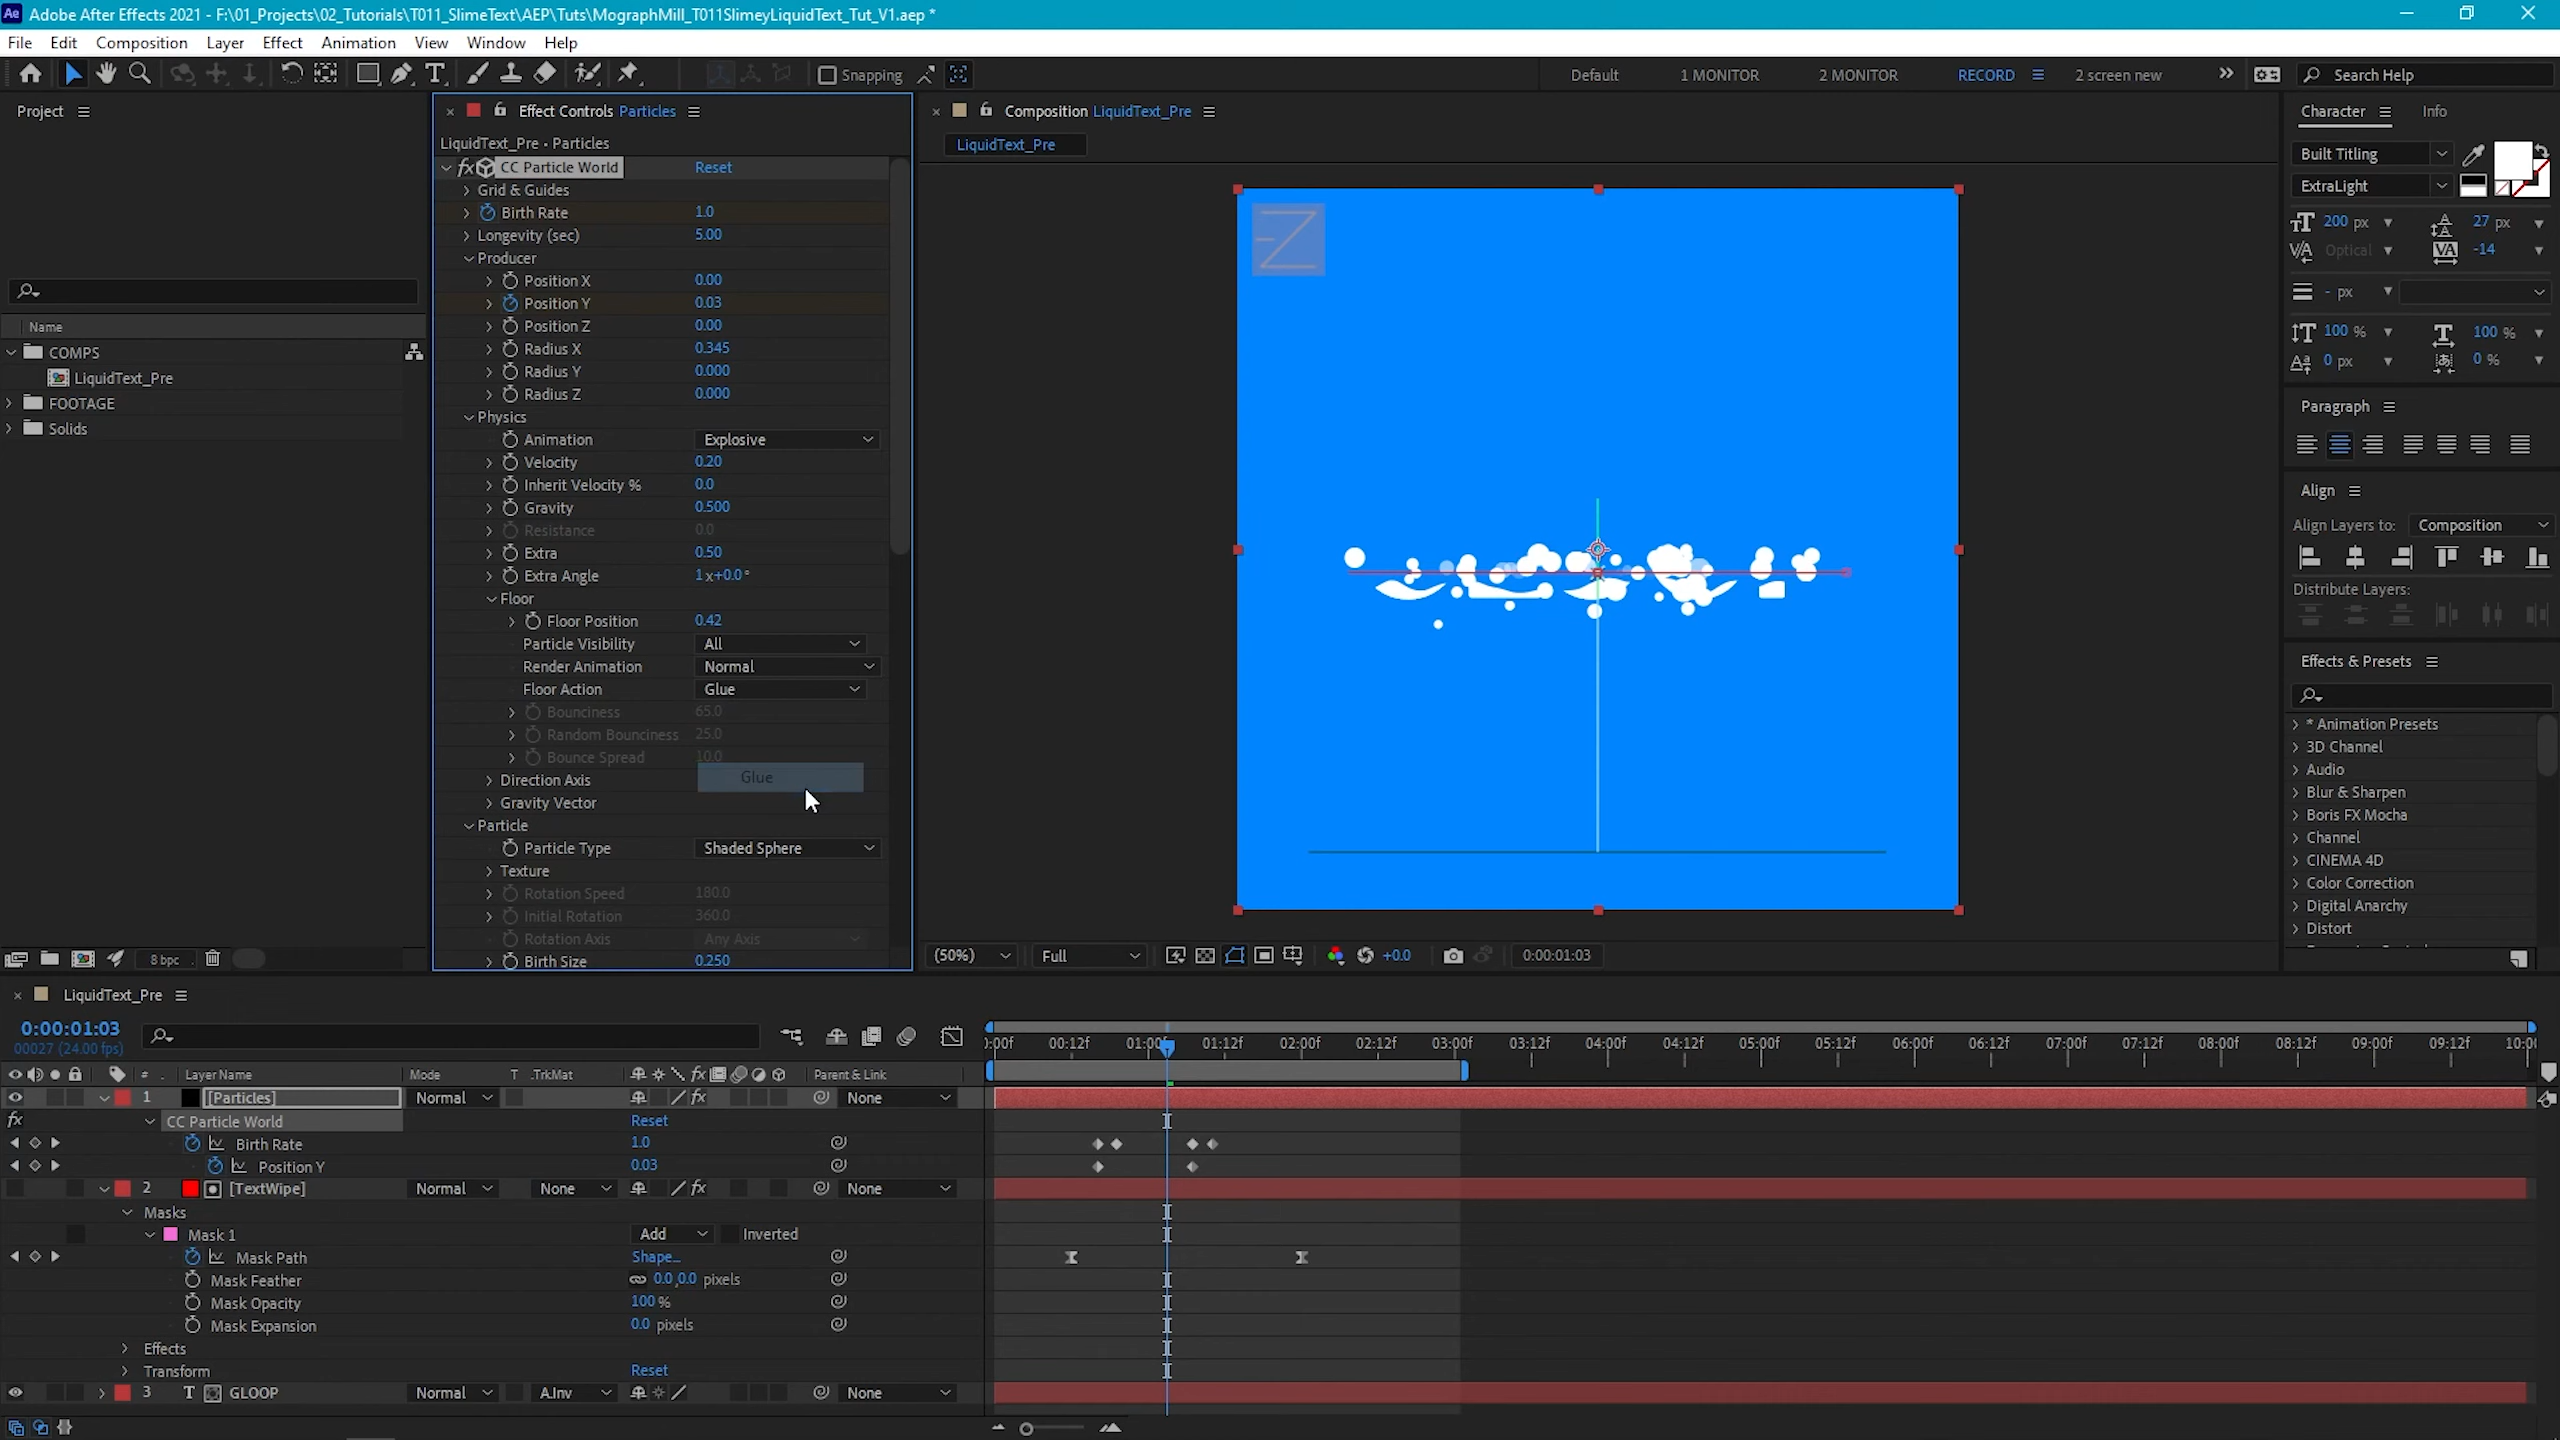 Adobe After Effects 2021 - F:\01_Projects\02_Tutorials\T011_SlimeText\AEP\Tuts\MographMill_T011SlimeyLiquidText_Tut_V1.aep *
File Edit Composition Layer Effect Animation View Window Help
Snapping
Default 1 MONITOR 2 MONITOR RECORD 2 screen new
Search Help
Project
Name
COMPS
LiquidText_Pre
FOOTAGE
Solids
8 bpc
Effect Controls Particles
LiquidText_Pre • Particles
fx CC Particle World Reset
Grid & Guides
Birth Rate 1.0
Longevity (sec) 5.00
Producer
Position X 0.00
Position Y 0.03
Position Z 0.00
Radius X 0.345
Radius Y 0.000
Radius Z 0.000
Physics
Animation Explosive
Velocity 0.20
Inherit Velocity % 0.0
Gravity 0.500
Resistance 0.0
Extra 0.50
Extra Angle 1x+0.0°
Floor
Floor Position 0.42
Particle Visibility All
Render Animation Normal
Floor Action Glue
Bounciness 65.0
Random Bounciness 25.0
Bounce Spread 10.0
Glue
Direction Axis
Gravity Vector
Particle
Particle Type Shaded Sphere
Texture
Rotation Speed 180.0
Initial Rotation 360.0
Rotation Axis Any Axis
Birth Size 0.250
Composition LiquidText_Pre
LiquidText_Pre
(50%) Full +0.0 0:00:01:03
Character Info
Built Titling
ExtraLight
200 px 27 px
Optical -14
- px
100 % 100 %
0 px 0 %
Paragraph
Align
Align Layers to: Composition
Distribute Layers:
Effects & Presets
* Animation Presets
3D Channel
Audio
Blur & Sharpen
Boris FX Mocha
Channel
CINEMA 4D
Color Correction
Digital Anarchy
Distort
LiquidText_Pre
0:00:01:03
00027 (24.00 fps)
00:12f 01:00f 01:12f 02:00f 02:12f 03:00f 03:12f 04:00f 04:12f 05:00f 05:12f 06:00f 06:12f 07:00f 07:12f 08:00f 08:12f 09:00f 09:12f
# Layer Name Mode T .TrkMat Parent & Link
1 [Particles] Normal None
fx CC Particle World Reset
Birth Rate 1.0
Position Y 0.03
2 [TextWipe] Normal None None
Masks
Mask 1 Add Inverted
Mask Path Shape...
Mask Feather 0.0,0.0 pixels
Mask Opacity 100 %
Mask Expansion 0.0 pixels
Effects
Transform Reset
3 T GLOOP Normal A.Inv None